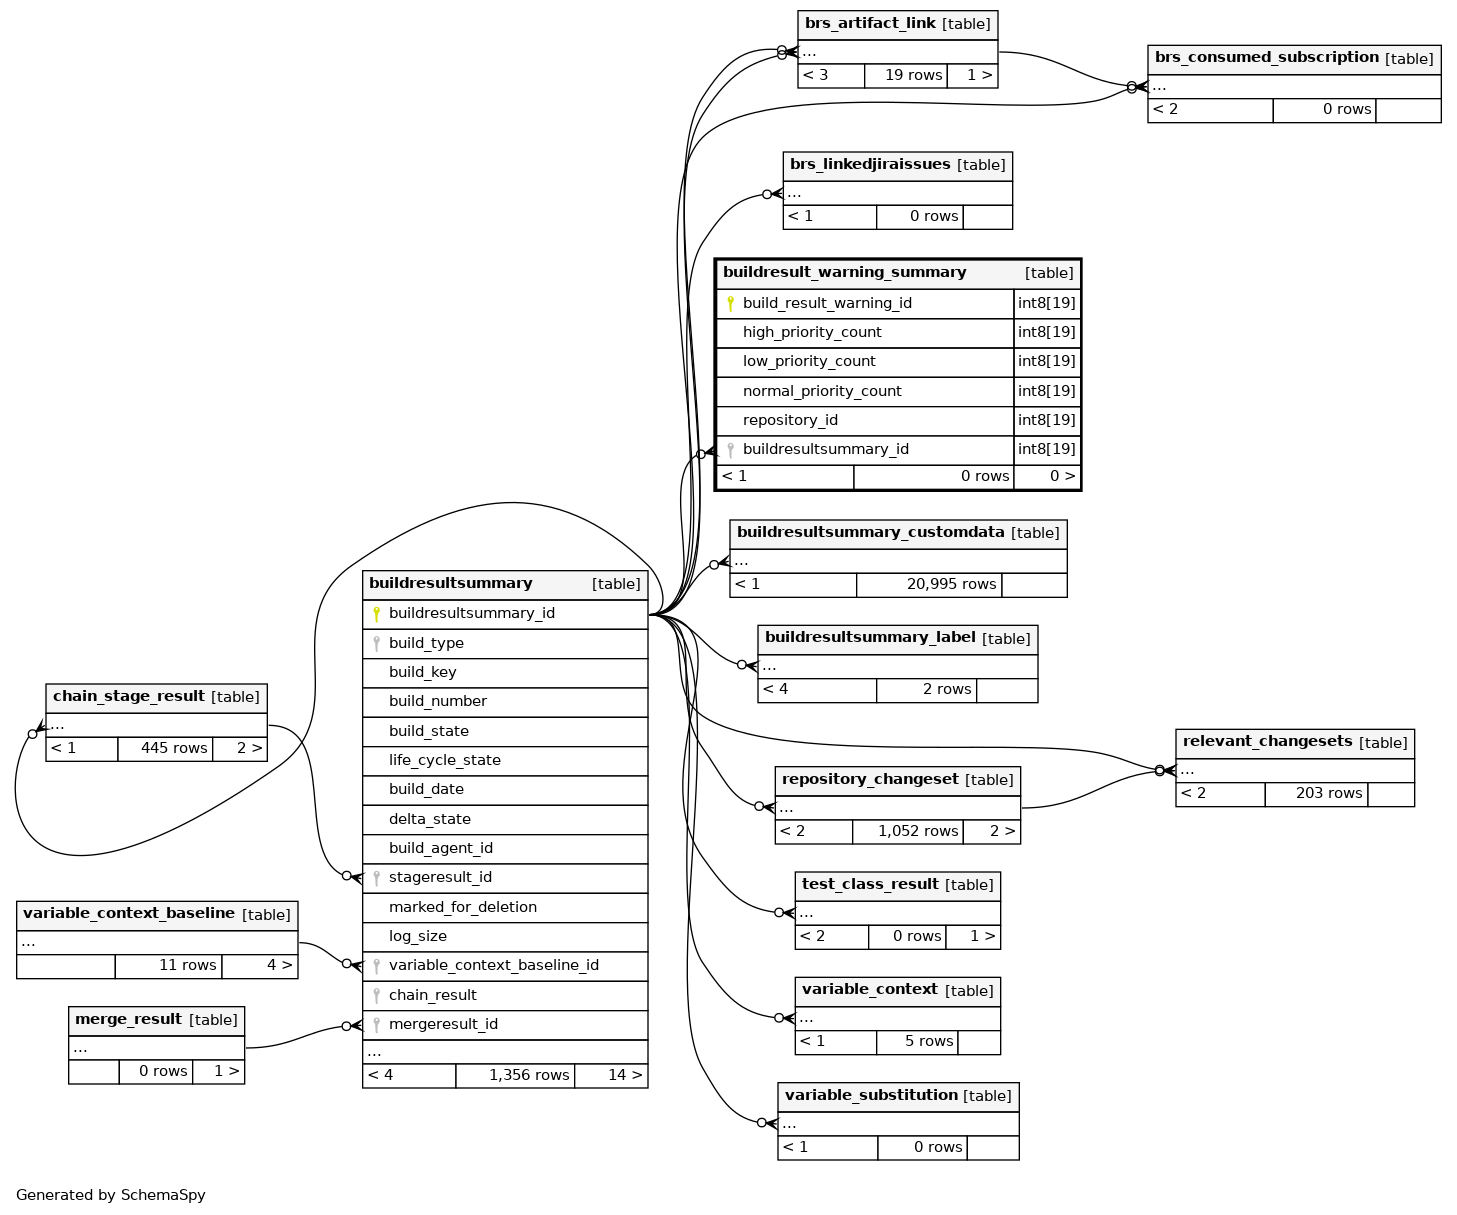 brs_artifact_link [table]
...
< 3 19 rows 1 >
brs_consumed_subscription [table]
...
< 2 0 rows
brs_linkedjiraissues [table]
...
< 1 0 rows
buildresult_warning_summary [table]
build_result_warning_id int8[19]
high_priority_count int8[19]
low_priority_count int8[19]
normal_priority_count int8[19]
repository_id int8[19]
buildresultsummary_id int8[19]
< 1 0 rows 0 >
buildresultsummary_customdata [table]
...
< 1 20,995 rows
buildresultsummary [table]
buildresultsummary_id
build_type
build_key
build_number
build_state
life_cycle_state
build_date
delta_state
build_agent_id
stageresult_id
marked_for_deletion
log_size
variable_context_baseline_id
chain_result
mergeresult_id
...
< 4 1,356 rows 14 >
buildresultsummary_label [table]
...
< 4 2 rows
chain_stage_result [table]
...
< 1 445 rows 2 >
relevant_changesets [table]
...
< 2 203 rows
repository_changeset [table]
...
< 2 1,052 rows 2 >
test_class_result [table]
...
< 2 0 rows 1 >
variable_context_baseline [table]
...
11 rows 4 >
variable_context [table]
...
< 1 5 rows
merge_result [table]
...
0 rows 1 >
variable_substitution [table]
...
< 1 0 rows
Generated by SchemaSpy